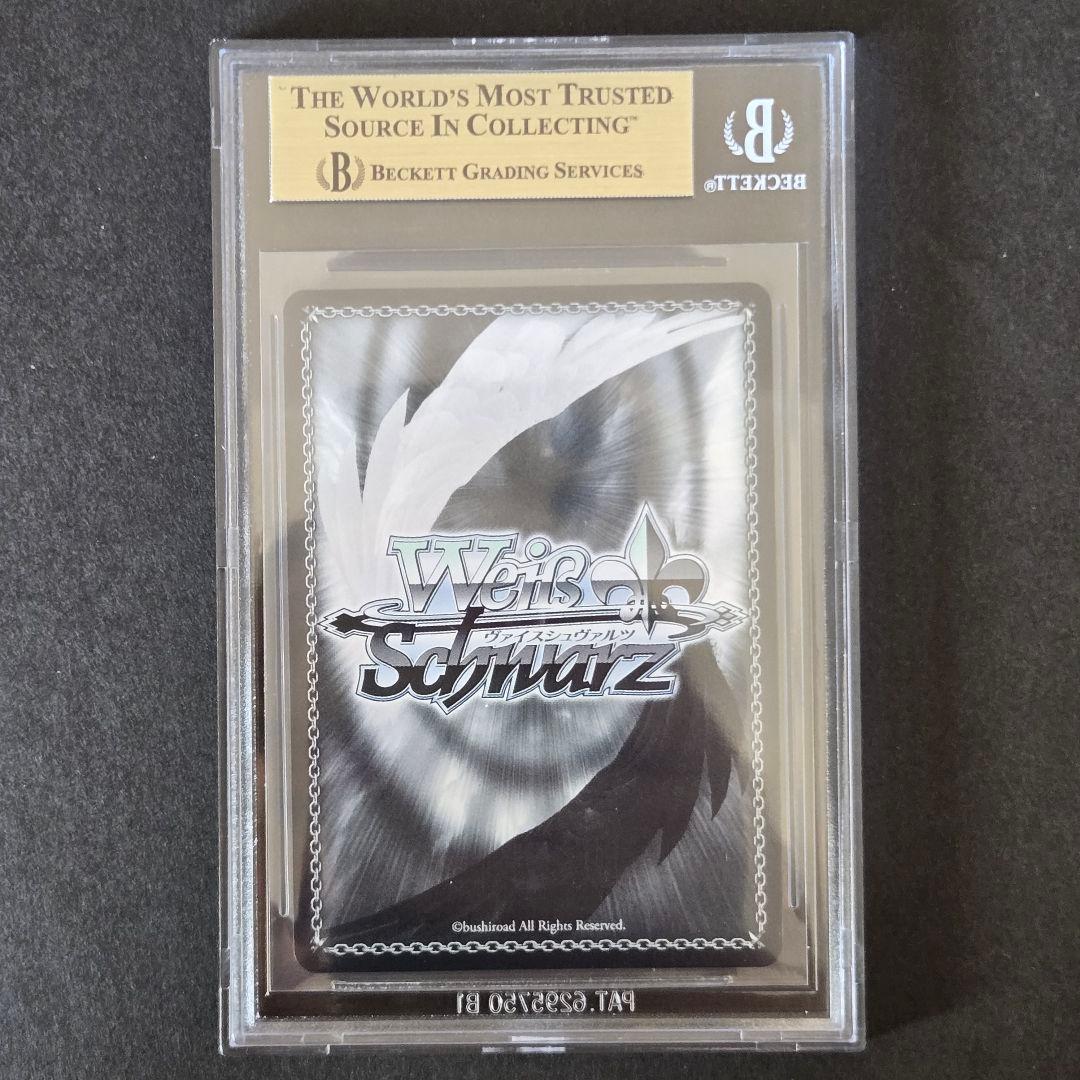 THE WORLD'S MOST TRUSTED
SOURCE IN COLLECTING™
B BECKETT GRADING SERVICES
B
BECKETT®
Weiß
ヴァイスシュヴァルツ
Schwarz
©bushiroad All Rights Reserved.
PAT.6295750 B1